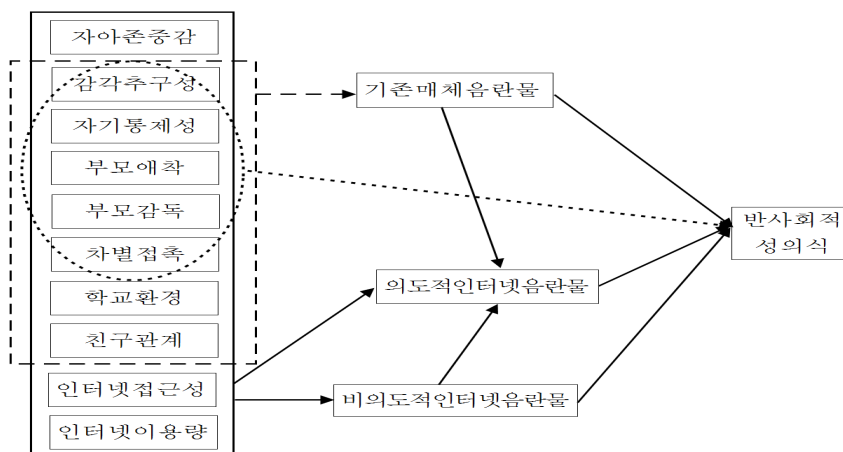 자아존중감
감각추구성
자기통제성
부모애착
부모감독
차별접촉
학교환경
친구관계
인터넷접근성
인터넷이용량
기존매체음란물
의도적인터넷음란물
비의도적인터넷음란물
반사회적
성의식